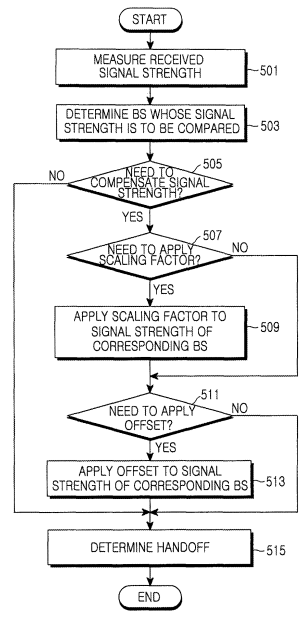 START
MEASURE RECEIVED
SIGNAL STRENGTH
501
DETERMINE BS WHOSE SIGNAL
STRENGTH IS TO BE COMPARED
503
505
NEED TO
COMPENSATE SIGNAL
STRENGTH?
NO
YES
507
NEED TO APPLY
SCALING FACTOR?
NO
YES
APPLY SCALING FACTOR TO
SIGNAL STRENGTH OF
CORRESPONDING BS
509
511
NEED TO APPLY
OFFSET?
NO
YES
APPLY OFFSET TO SIGNAL
STRENGTH OF CORRESPONDING BS
513
DETERMINE HANDOFF
515
END